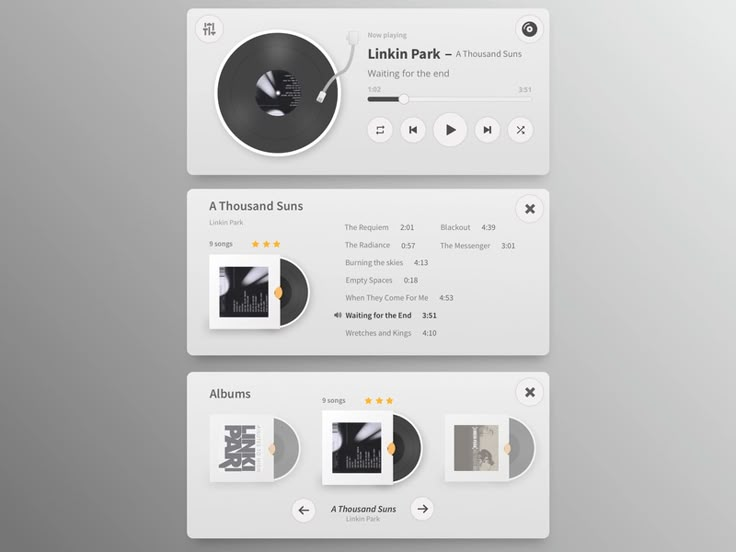 Now playing
Linkin Park – A Thousand Suns
Waiting for the end
1:02 3:51
A Thousand Suns
Linkin Park
9 songs
The Requiem 2:01
The Radiance 0:57
Burning the skies 4:13
Empty Spaces 0:18
When They Come For Me 4:53
Waiting for the End 3:51
Wretches and Kings 4:10
Blackout 4:39
The Messenger 3:01
Albums
9 songs
LINKIN
PARK
A Thousand Suns
Linkin Park